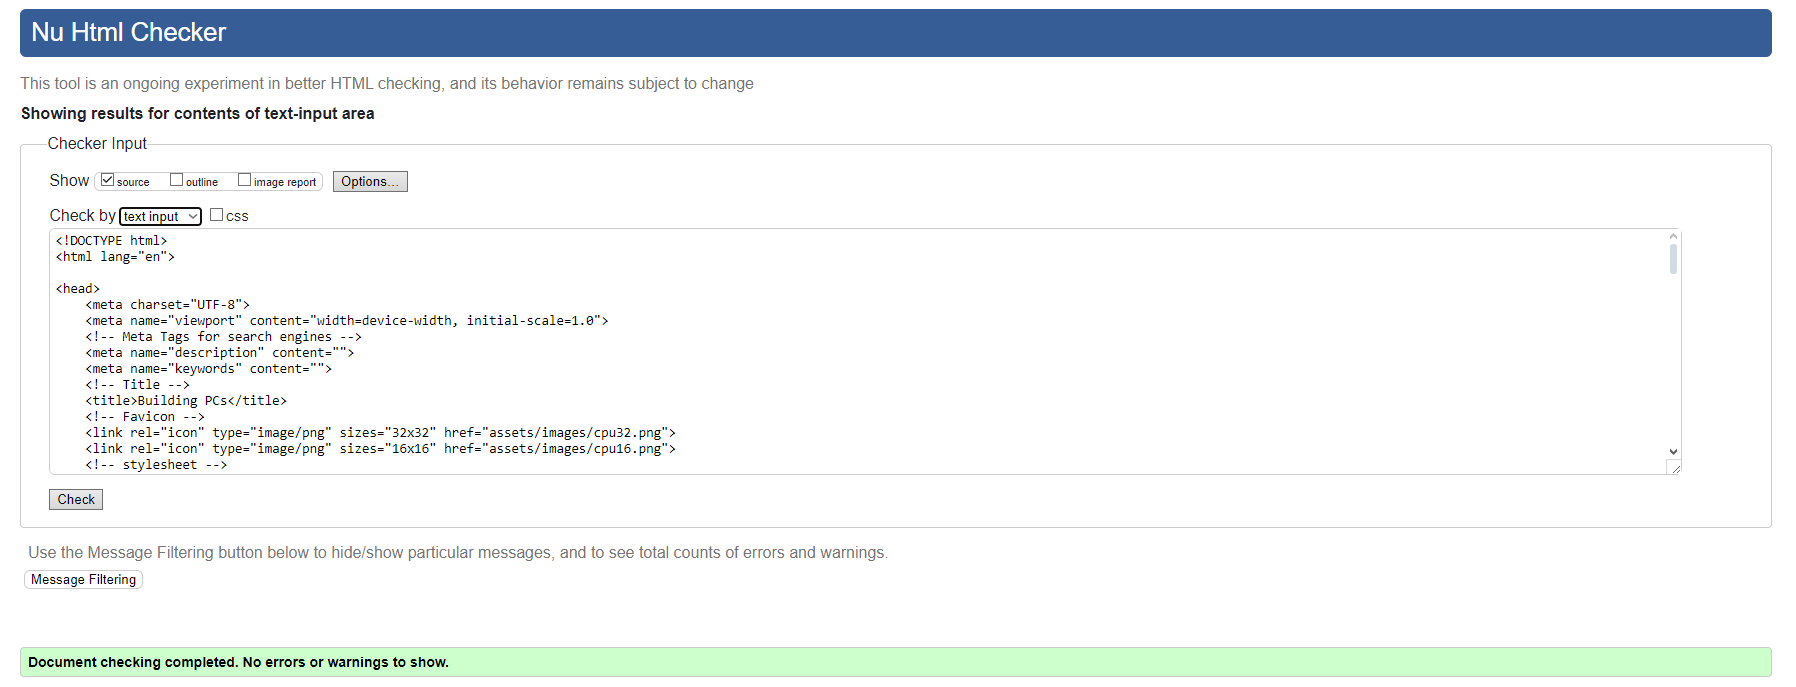 Nu Html Checker
This tool is an ongoing experiment in better HTML checking, and its behavior remains subject to change
Showing results for contents of text-input area
Checker Input
Show source outline image report Options...
Check by text input css
<!DOCTYPE html>
<html lang="en">
<head>
<meta charset="UTF-8">
<meta name="viewport" content="width=device-width, initial-scale=1.0">
<!-- Meta Tags for search engines -->
<meta name="description" content="">
<meta name="keywords" content="">
<!-- Title -->
<title>Building PCs</title>
<!-- Favicon -->
<link rel="icon" type="image/png" sizes="32x32" href="assets/images/cpu32.png">
<link rel="icon" type="image/png" sizes="16x16" href="assets/images/cpu16.png">
<!-- stylesheet -->
Check
Use the Message Filtering button below to hide/show particular messages, and to see total counts of errors and warnings.
Message Filtering
Document checking completed. No errors or warnings to show.